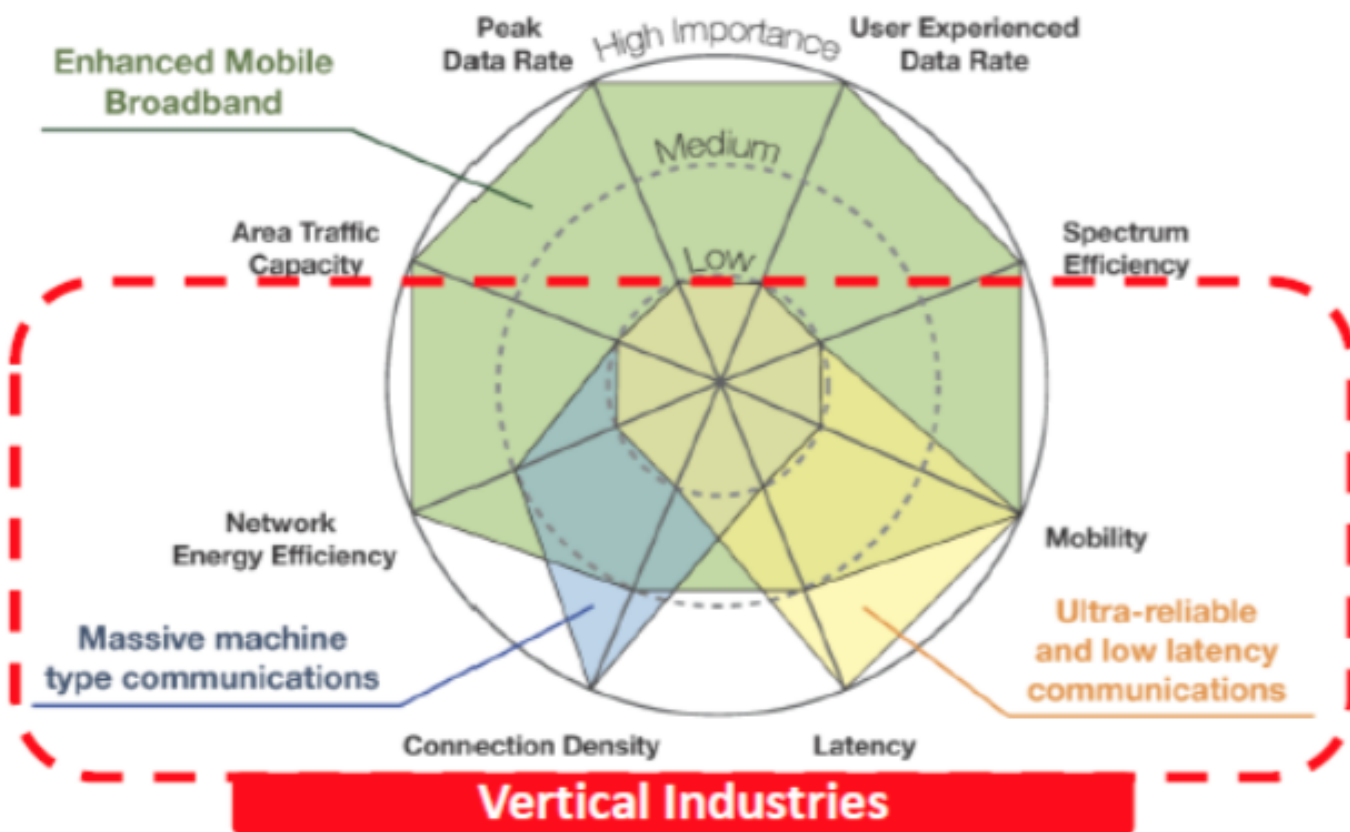 Peak
Data Rate
High Importance
User Experienced
Data Rate
Enhanced Mobile
Broadband
Medium
Area Traffic
Capacity
Low
Spectrum
Efficiency
Network
Energy Efficiency
Mobility
Massive machine
type communications
Ultra-reliable
and low latency
communications
Connection Density
Latency
Vertical Industries